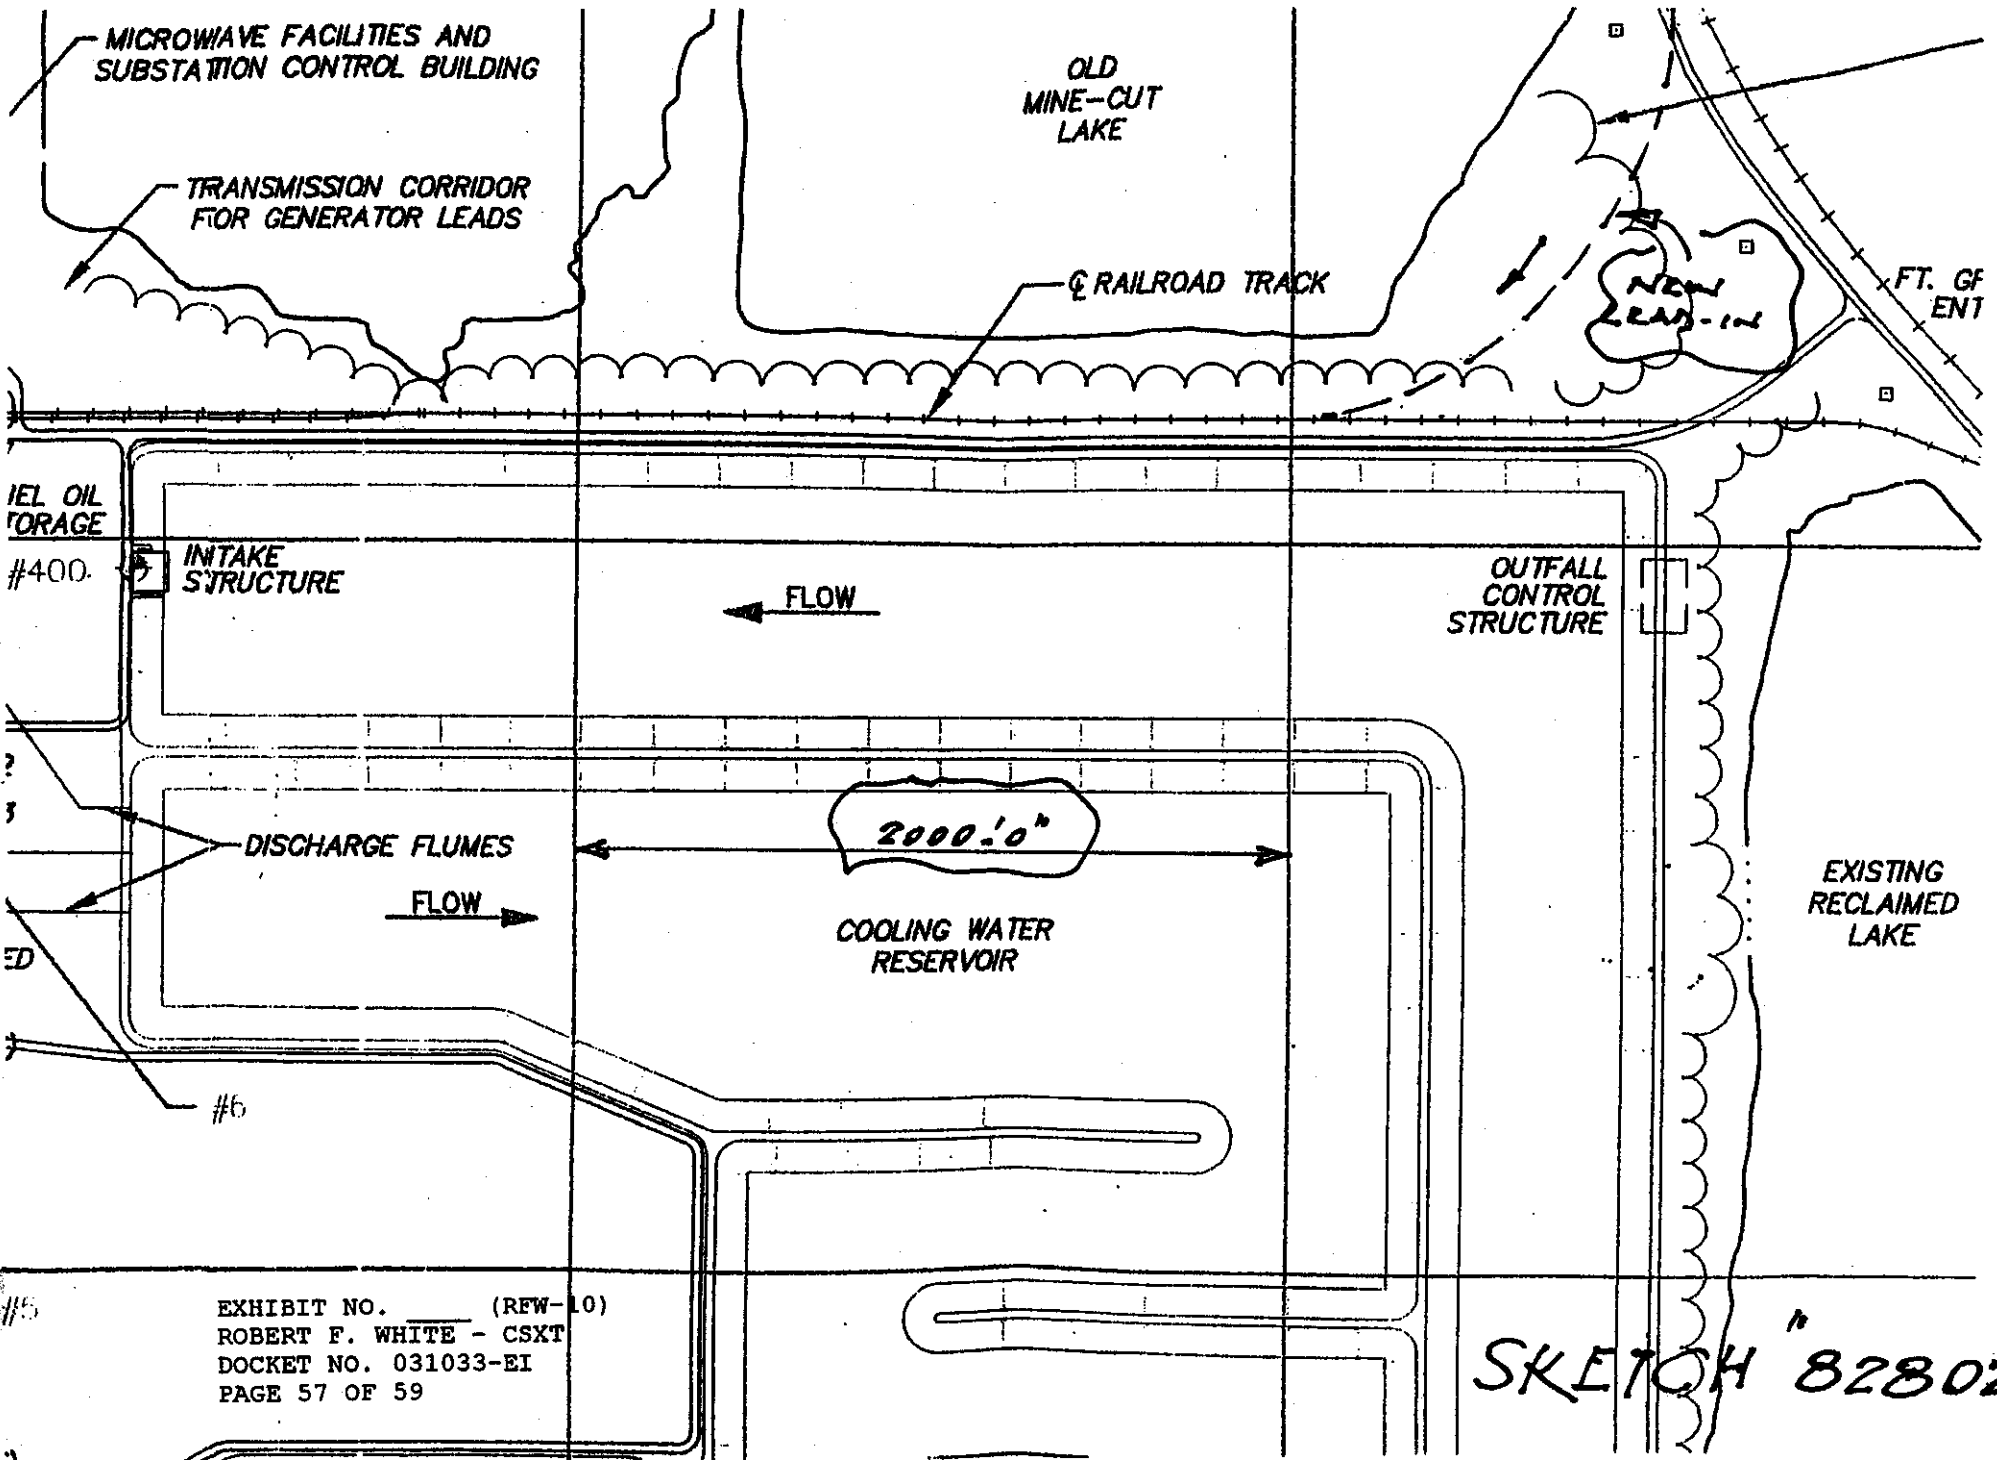 MICROWAVE FACILITIES AND
SUBSTATION CONTROL BUILDING
OLD
MINE-CUT
LAKE
TRANSMISSION CORRIDOR
FOR GENERATOR LEADS
℄ RAILROAD TRACK
NEW
LEAD-IN
FT. GR
ENT
IEL OIL
TORAGE
#400
INTAKE
STRUCTURE
FLOW
OUTFALL
CONTROL
STRUCTURE
2000'-0"
DISCHARGE FLUMES
FLOW
COOLING WATER
RESERVOIR
EXISTING
RECLAIMED
LAKE
ED
#6
#5
EXHIBIT NO. ____ (RFW-10)
ROBERT F. WHITE - CSXT
DOCKET NO. 031033-EI
PAGE 57 OF 59
SKETCH "82802